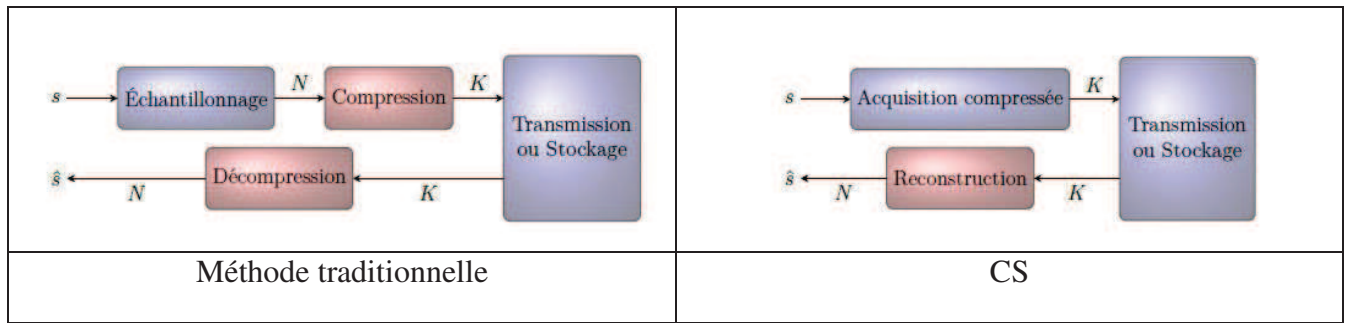 s
Échantillonnage
N
Compression
K
Transmission
ou Stockage
ŝ
N
Décompression
K
s
Acquisition compressée
K
Transmission
ou Stockage
ŝ
N
Reconstruction
K
Méthode traditionnelle
CS